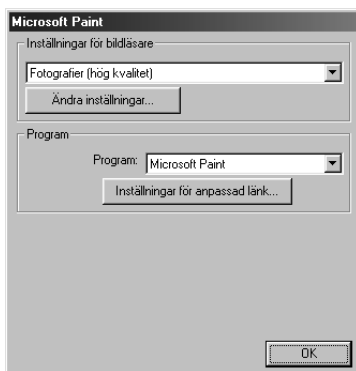 Microsoft Paint
Inställningar för bildläsare
Fotografier (hög kvalitet)
Ändra inställningar...
Program
Program: Microsoft Paint
Inställningar för anpassad länk...
OK